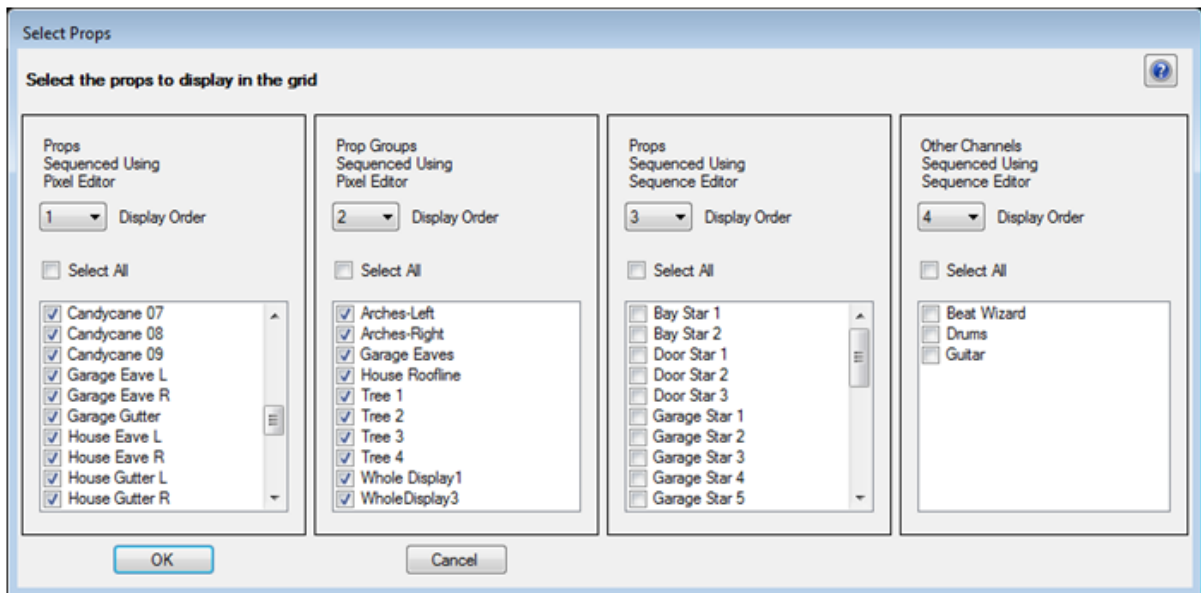 Select Props
Select the props to display in the grid
?
Props
Sequenced Using
Pixel Editor
1
Display Order
Select All
Candycane 07
Candycane 08
Candycane 09
Garage Eave L
Garage Eave R
Garage Gutter
House Eave L
House Eave R
House Gutter L
House Gutter R
Prop Groups
Sequenced Using
Pixel Editor
2
Display Order
Select All
Arches-Left
Arches-Right
Garage Eaves
House Roofline
Tree 1
Tree 2
Tree 3
Tree 4
Whole Display1
WholeDisplay3
Props
Sequenced Using
Sequence Editor
3
Display Order
Select All
Bay Star 1
Bay Star 2
Door Star 1
Door Star 2
Door Star 3
Garage Star 1
Garage Star 2
Garage Star 3
Garage Star 4
Garage Star 5
Other Channels
Sequenced Using
Sequence Editor
4
Display Order
Select All
Beat Wizard
Drums
Guitar
OK
Cancel